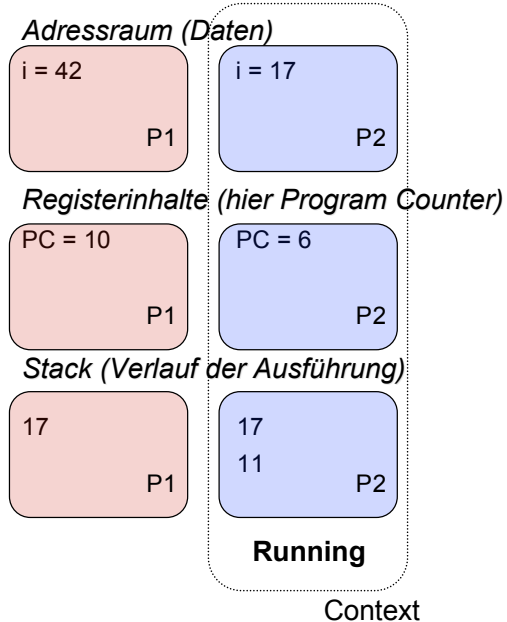 Adressraum (Daten)
i = 42
i = 17
P1
P2
Registerinhalte (hier Program Counter)
PC = 10
PC = 6
P1
P2
Stack (Verlauf der Ausführung)
17
17
11
P1
P2
Running
Context